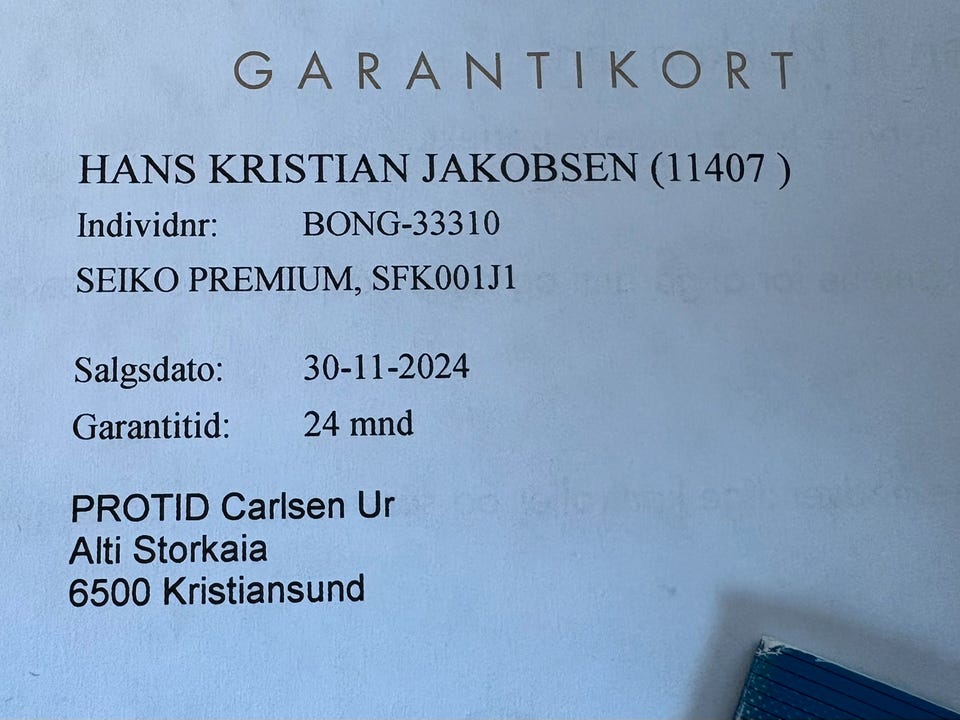 GARANTIKORT
HANS KRISTIAN JAKOBSEN (11407 )
Individnr: BONG-33310
SEIKO PREMIUM, SFK001J1
Salgsdato: 30-11-2024
Garantitid: 24 mnd
PROTID Carlsen Ur
Alti Storkaia
6500 Kristiansund